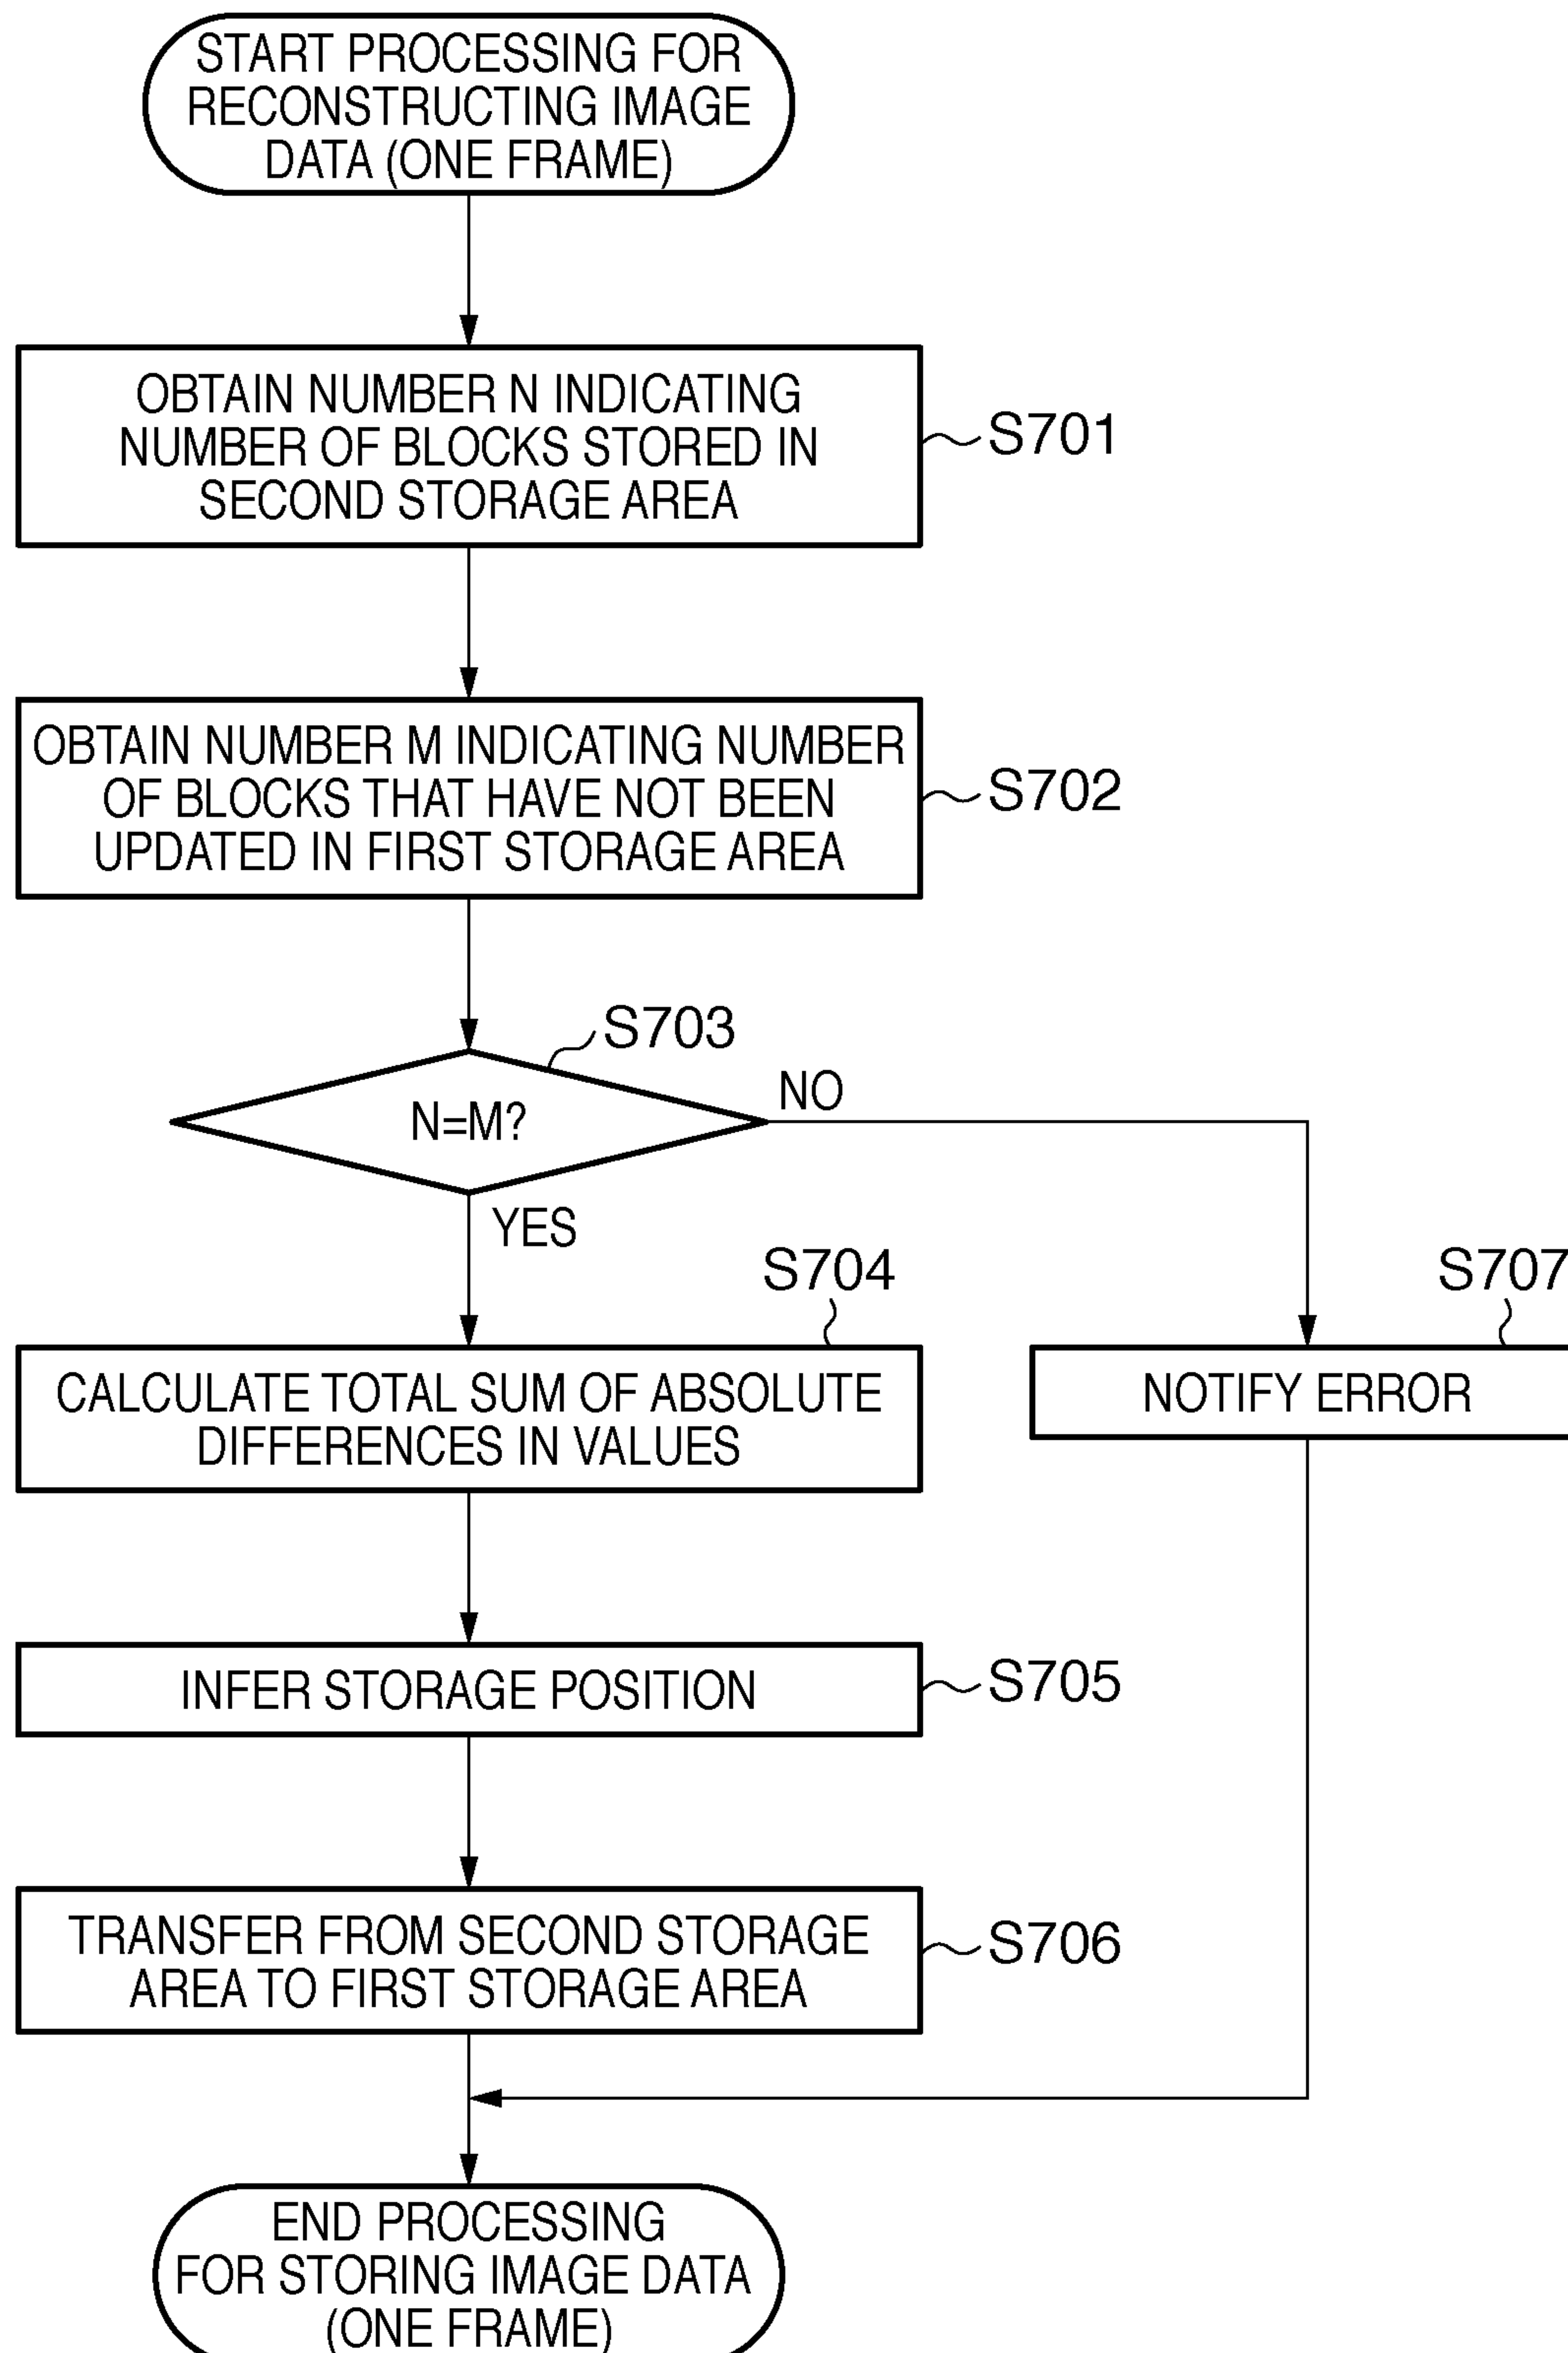 START PROCESSING FOR
RECONSTRUCTING IMAGE
DATA (ONE FRAME)
OBTAIN NUMBER N INDICATING
NUMBER OF BLOCKS STORED IN
SECOND STORAGE AREA
S701
OBTAIN NUMBER M INDICATING NUMBER
OF BLOCKS THAT HAVE NOT BEEN
UPDATED IN FIRST STORAGE AREA
S702
S703
N=M?
NO
YES
S704
CALCULATE TOTAL SUM OF ABSOLUTE
DIFFERENCES IN VALUES
S707
NOTIFY ERROR
INFER STORAGE POSITION
S705
TRANSFER FROM SECOND STORAGE
AREA TO FIRST STORAGE AREA
S706
END PROCESSING
FOR STORING IMAGE DATA
(ONE FRAME)